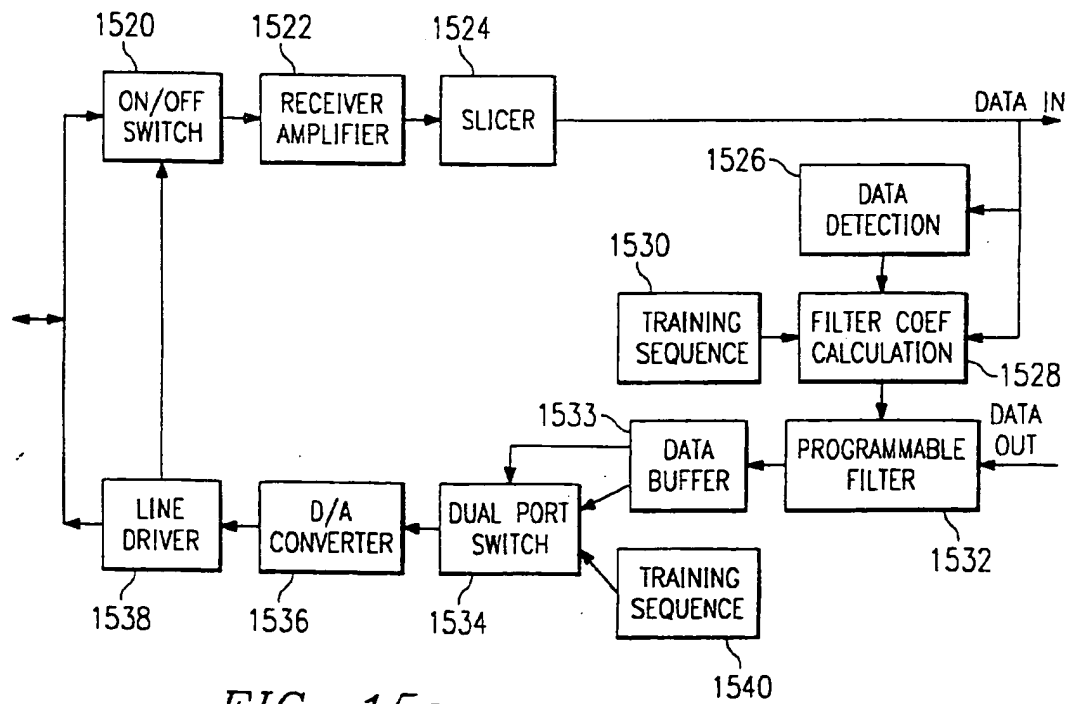 1520
1522
1524
ON/OFF
SWITCH
RECEIVER
AMPLIFIER
SLICER
DATA IN
1526
DATA
DETECTION
1530
TRAINING
SEQUENCE
FILTER COEF
CALCULATION
1528
1533
DATA
OUT
DATA
BUFFER
PROGRAMMABLE
FILTER
LINE
DRIVER
D/A
CONVERTER
DUAL PORT
SWITCH
1532
TRAINING
SEQUENCE
1538
1536
1534
1540